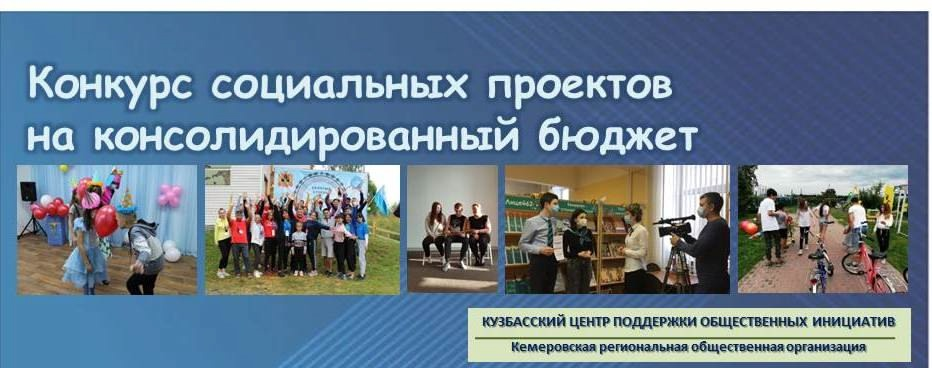 Конкурс социальных проектов
на консолидированный бюджет
КУЗБАССКИЙ ЦЕНТР ПОДДЕРЖКИ ОБЩЕСТВЕННЫХ ИНИЦИАТИВ
Кемеровская региональная общественная организация